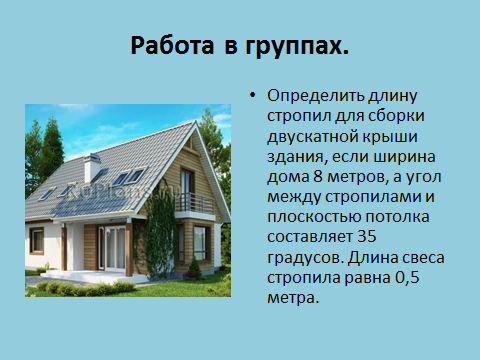 Работа в группах.
• Определить длину
стропил для сборки
двускатной крыши
здания, если ширина
дома 8 метров, а угол
между стропилами и
плоскостью потолка
составляет 35
градусов. Длина свеса
стропила равна 0,5
метра.